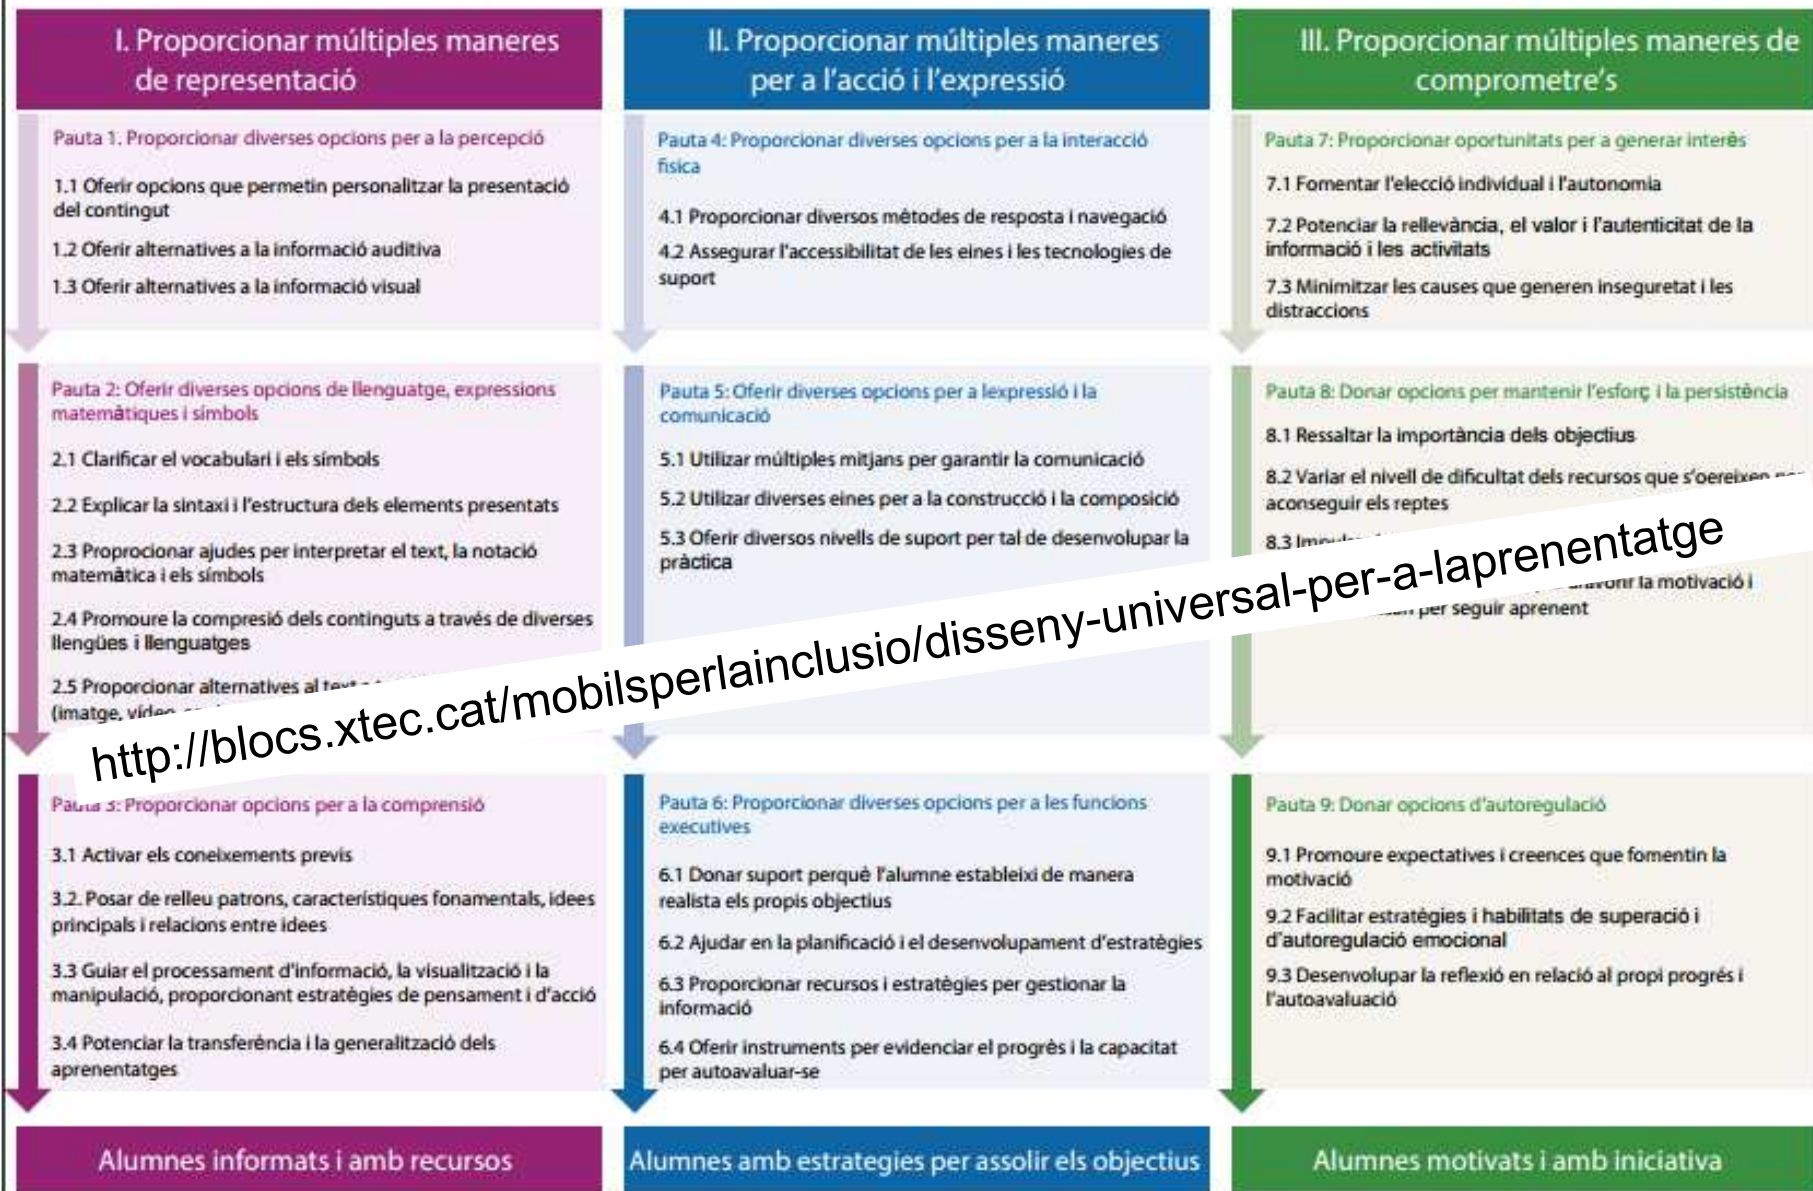 I. Proporcionar múltiples maneres
de representació
Pauta 1. Proporcionar diverses opcions per a la percepció
1.1 Oferir opcions que permetin personalitzar la presentació
del contingut
1.2 Oferir alternatives a la informació auditiva
1.3 Oferir alternatives a la informació visual
Pauta 2: Oferir diverses opcions de llenguatge, expressions
matemàtiques i símbols
2.1 Clarificar el vocabulari i els símbols
2.2 Explicar la sintaxi i l'estructura dels elements presentats
2.3 Proprocionar ajudes per interpretar el text, la notació
matemàtica i els símbols
2.4 Promoure la compresió dels continguts a través de diverses
llengües i llenguatges
2.5 Proporcionar alternatives al text
(imatge, vídeo
Pauta 3: Proporcionar opcions per a la comprensió
3.1 Activar els coneixements previs
3.2. Posar de relleu patrons, característiques fonamentals, idees
principals i relacions entre idees
3.3 Guiar el processament d'informació, la visualització i la
manipulació, proporcionant estratègies de pensament i d'acció
3.4 Potenciar la transferència i la generalització dels
aprenentatges
Alumnes informats i amb recursos
II. Proporcionar múltiples maneres
per a l'acció i l'expressió
Pauta 4: Proporcionar diverses opcions per a la interacció
física
4.1 Proporcionar diversos mètodes de resposta i navegació
4.2 Assegurar l'accessibilitat de les eines i les tecnologies de
suport
Pauta 5: Oferir diverses opcions per a lexpressió i la
comunicació
5.1 Utilizar múltiples mitjans per garantir la comunicació
5.2 Utilizar diverses eines per a la construcció i la composició
5.3 Oferir diversos nivells de suport per tal de desenvolupar la
pràctica
Pauta 6: Proporcionar diverses opcions per a les funcions
executives
6.1 Donar suport perquè l'alumne estableixi de manera
realista els propis objectius
6.2 Ajudar en la planificació i el desenvolupament d'estratègies
6.3 Proporcionar recursos i estratègies per gestionar la
informació
6.4 Oferir instruments per evidenciar el progrès i la capacitat
per autoavaluar-se
Alumnes amb estrategies per assolir els objectius
III. Proporcionar múltiples maneres de
comprometre's
Pauta 7: Proporcionar oportunitats per a generar interès
7.1 Fomentar l'elecció individual i l'autonomia
7.2 Potenciar la rellevància, el valor i l'autenticitat de la
informació i les activitats
7.3 Minimitzar les causes que generen inseguretat i les
distraccions
Pauta 8: Donar opcions per mantenir l'esforç i la persistència
8.1 Ressaltar la importància dels objectius
8.2 Variar el nivell de dificultat dels recursos que s'oereixen
aconseguir els reptes
8.3
la motivació i
per seguir aprenent
Pauta 9: Donar opcions d'autoregulació
9.1 Promoure expectatives i creences que fomentin la
motivació
9.2 Facilitar estratègies i habilitats de superació i
d'autoregulació emocional
9.3 Desenvolupar la reflexió en relació al propi progrés i
l'autoavaluació
Alumnes motivats i amb iniciativa
http://blocs.xtec.cat/mobilsperlainclusio/disseny-universal-per-a-laprenentatge